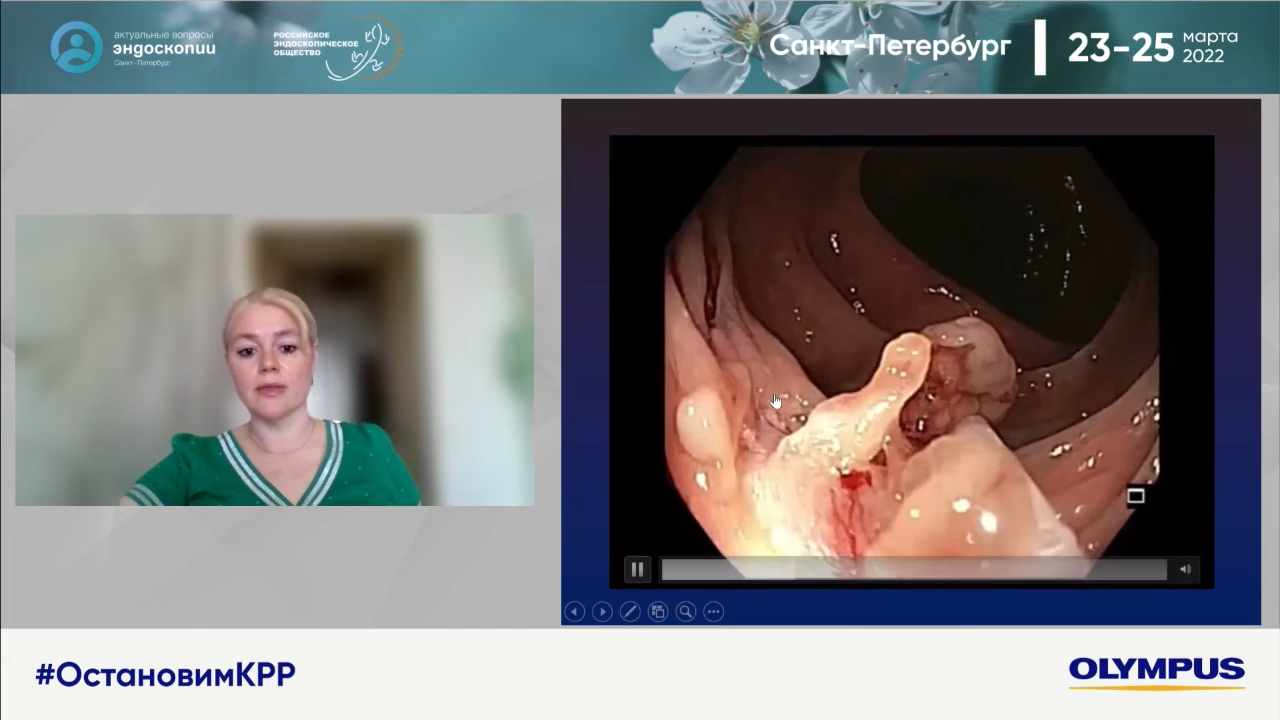 актуальные вопросы
эндоскопии
Санкт-Петербург
РОССИЙСКОЕ
ЭНДОСКОПИЧЕСКОЕ
ОБЩЕСТВО
Санкт-Петербург
23-25
марта
2022
#ОстановимКРР
OLYMPUS